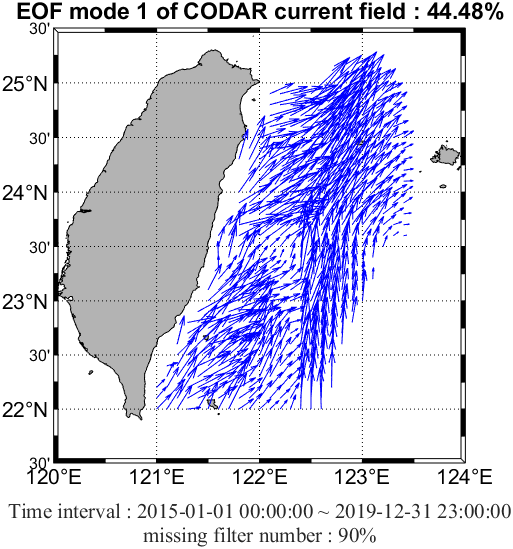 EOF mode 1 of CODAR current field : 44.48%
30'
25°N
30'
24°N
30'
23°N
30'
22°N
30'
120°E
121°E
122°E
123°E
124°E
Time interval : 2015-01-01 00:00:00 ~ 2019-12-31 23:00:00
missing filter number : 90%